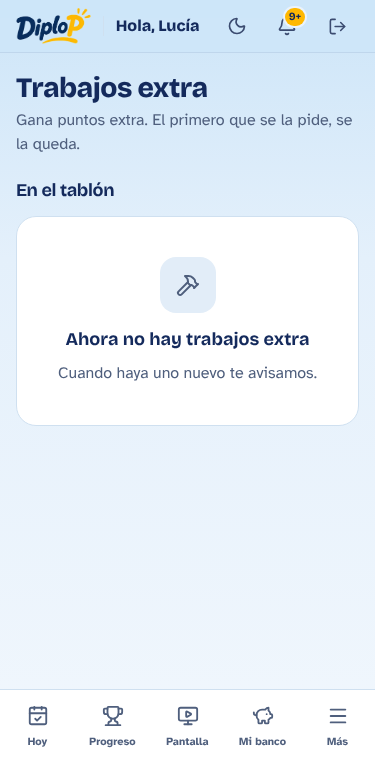 DiploP
Hola, Lucía
9+
Trabajos extra
Gana puntos extra. El primero que se la pide, se
la queda.
En el tablón
Ahora no hay trabajos extra
Cuando haya uno nuevo te avisamos.
Hoy
Progreso
Pantalla
Mi banco
Más